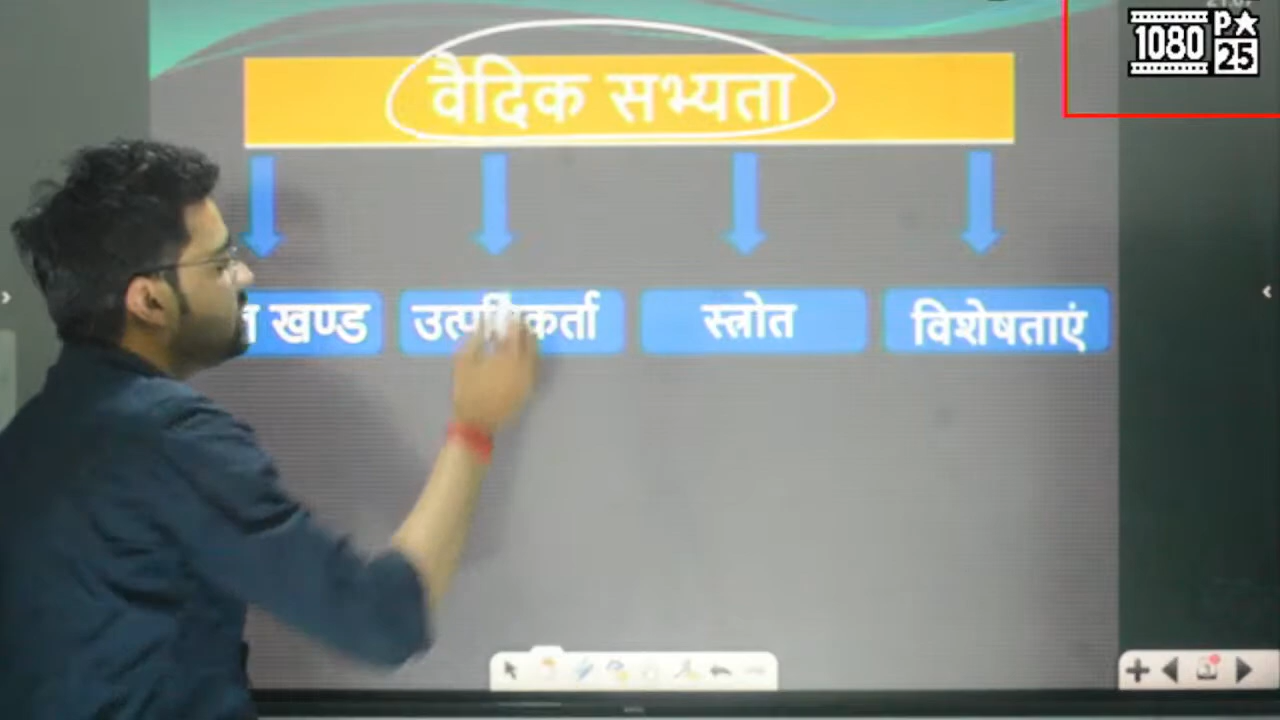 1080 P★
25
वैदिक सभ्यता
खण्ड
स्त्रोत
विशेषताएं